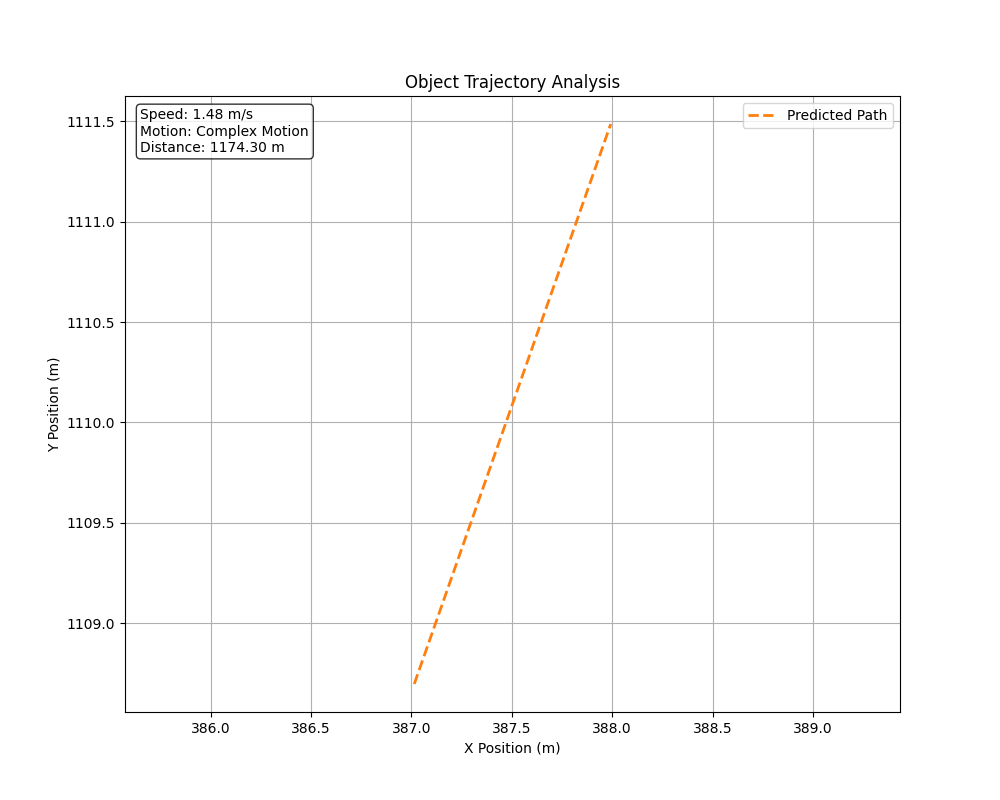 Object Trajectory Analysis
Speed: 1.48 m/s
Motion: Complex Motion
Distance: 1174.30 m
Predicted Path
1111.5
1111.0
1110.5
1110.0
1109.5
1109.0
Y Position (m)
386.0 386.5 387.0 387.5 388.0 388.5 389.0
X Position (m)